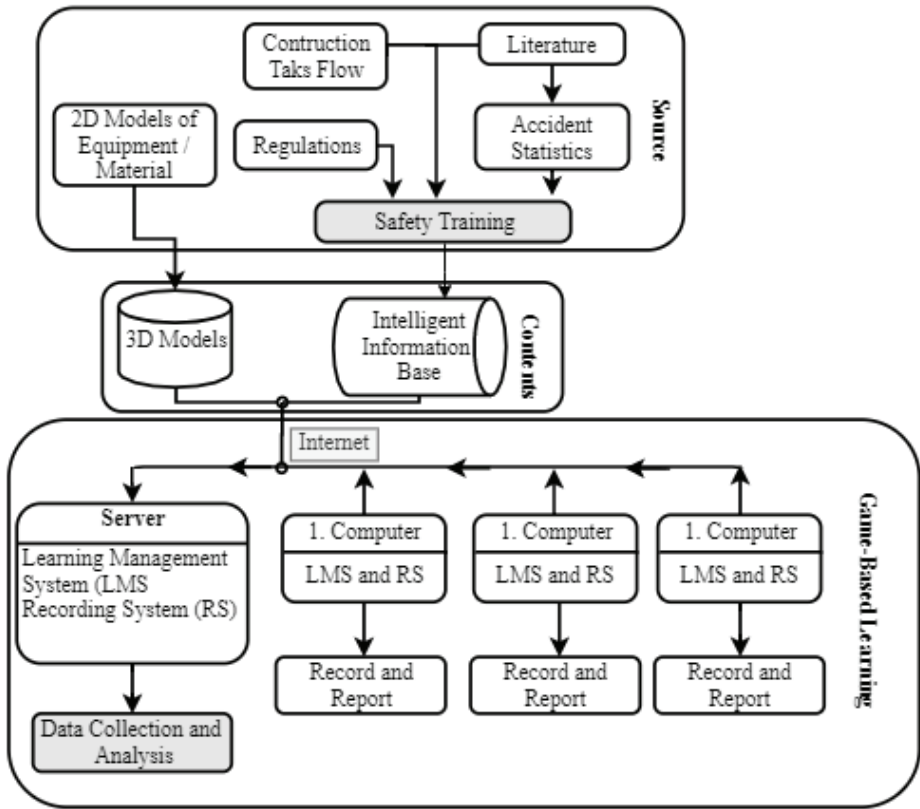 Contruction
Taks Flow
Literature
Source
2D Models of
Equipment /
Material
Regulations
Accident
Statistics
Safety Training
3D Models
Intelligent
Information
Base
Contents
Internet
Game-Based Learning
Server
Learning Management
System (LMS
Recording System (RS)
1. Computer
LMS and RS
1. Computer
LMS and RS
1. Computer
LMS and RS
Record and
Report
Record and
Report
Record and
Report
Data Collection and
Analysis